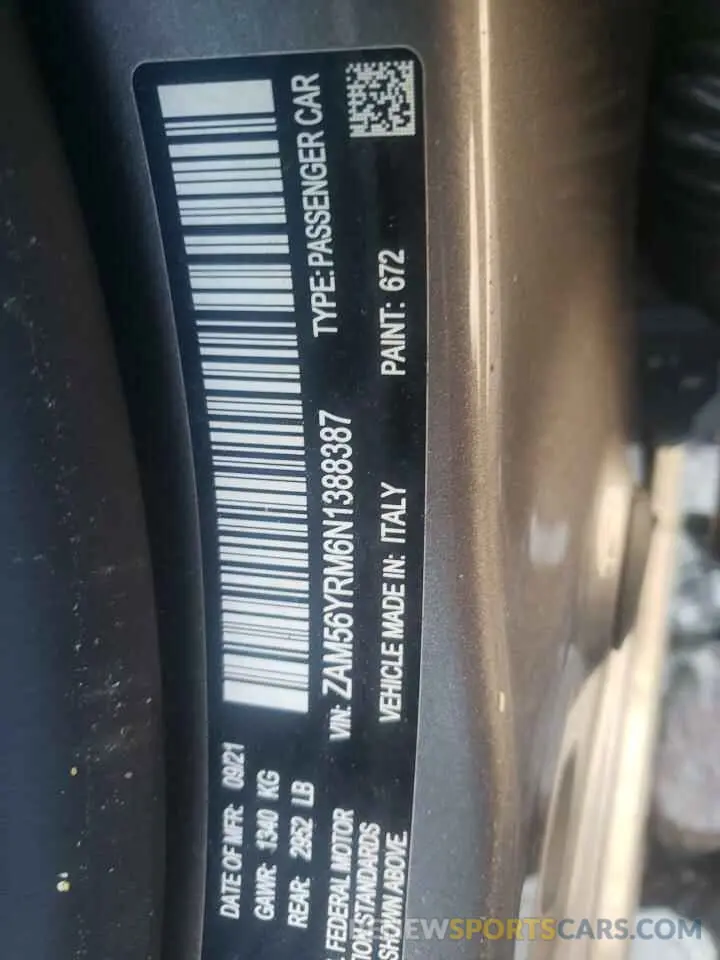 DATE OF MFR: 09/21
GAWR: 1340 KG
REAR: 2952 LB
VIN: ZAM56YRM6N1388387
TYPE: PASSENGER CAR
FEDERAL MOTOR
STANDARDS
SHOWN ABOVE.
VEHICLE MADE IN: ITALY
PAINT: 672
REVIEWSPORTSCARS.COM